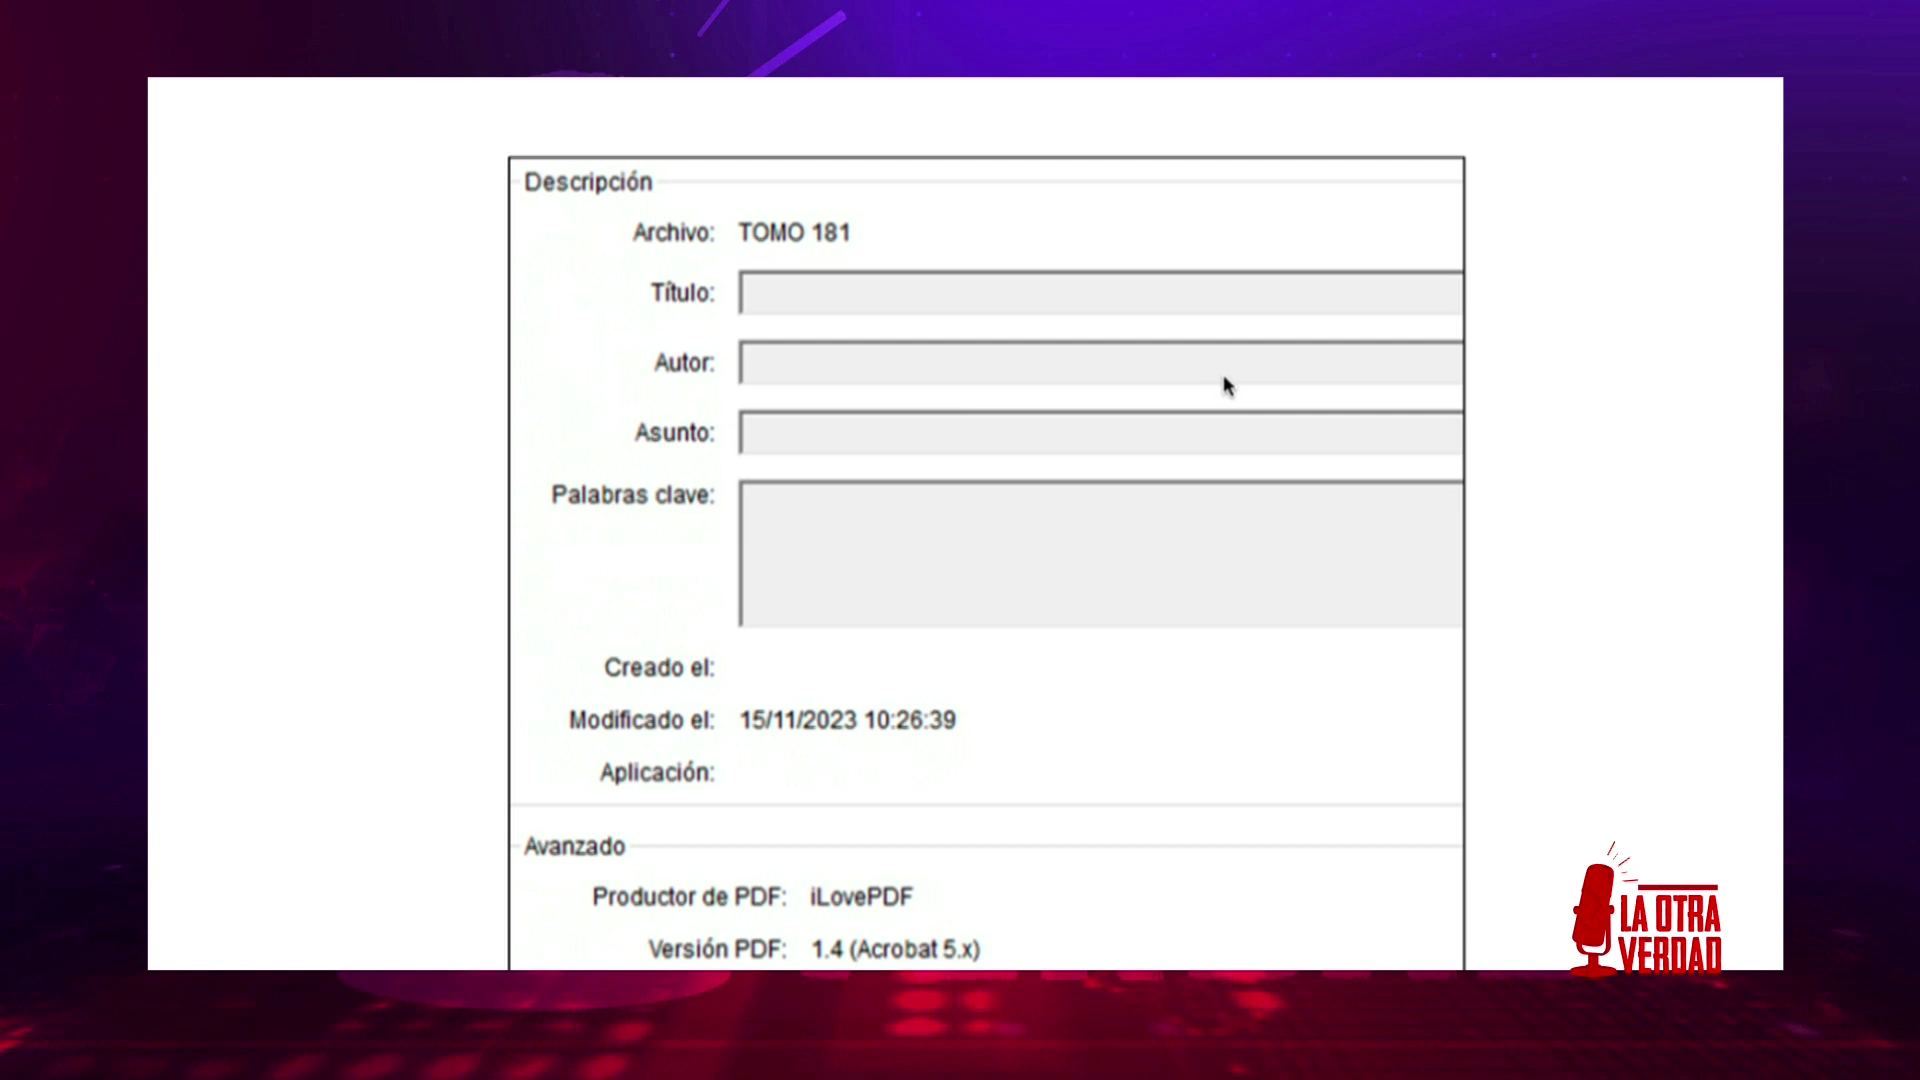 Descripción
Archivo: TOMO 181
Título:
Autor:
Asunto:
Palabras clave:
Creado el:
Modificado el: 15/11/2023 10:26:39
Aplicación:
Avanzado
Productor de PDF: iLovePDF
Versión PDF: 1.4 (Acrobat 5.x)
LA OTRA
VERDAD